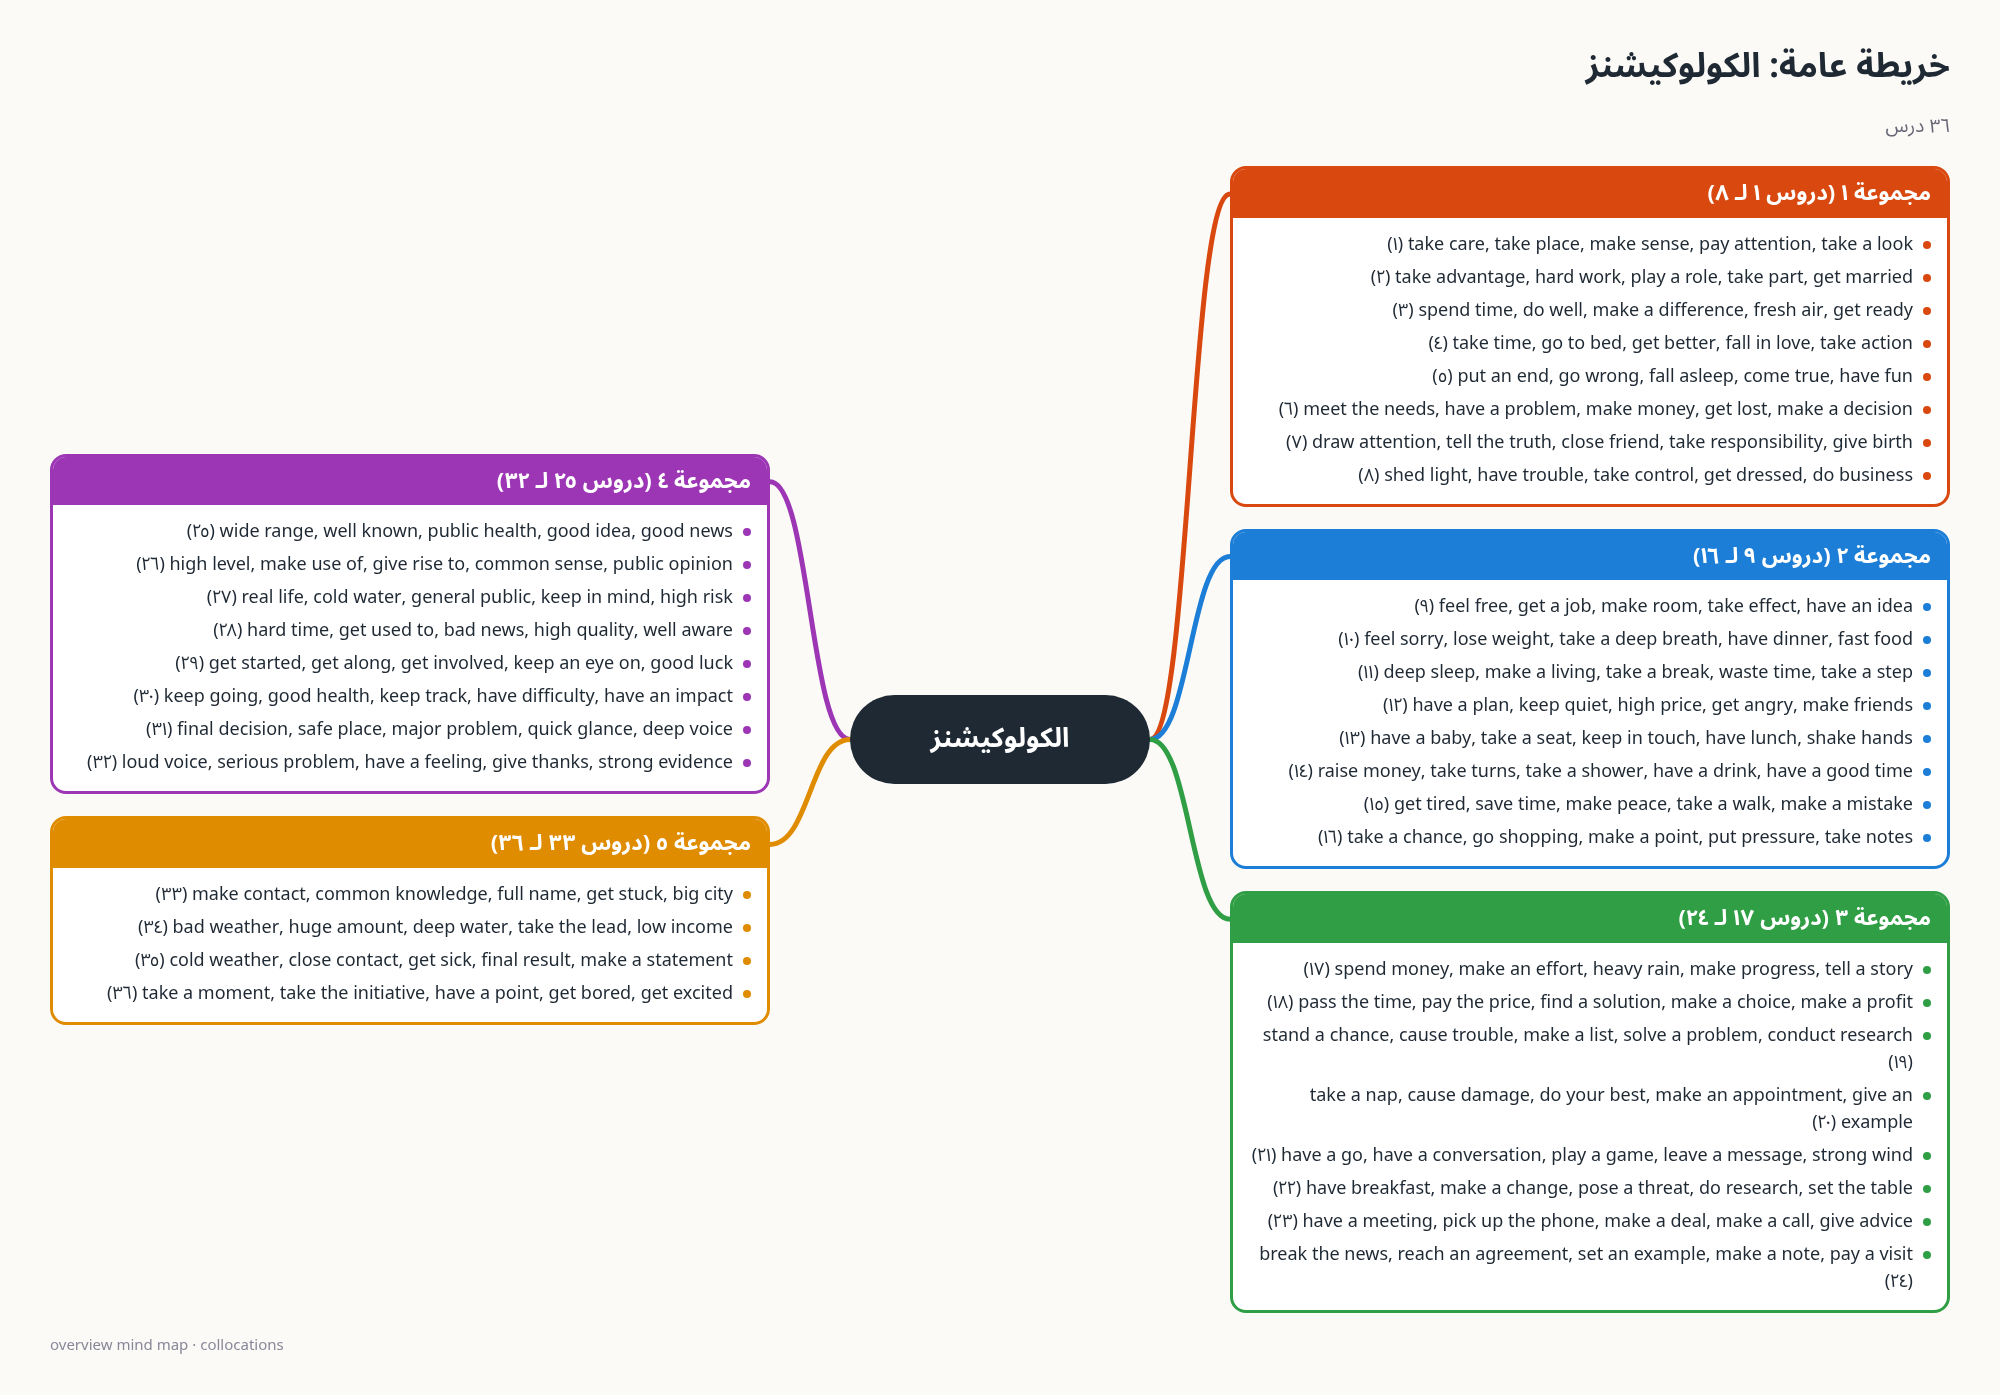 خريطة عامة: الكولوكيشنز
٣٦ درس
مجموعة ١ (دروس ١ لـ ٨)
(١) take care, take place, make sense, pay attention, take a look
(٢) take advantage, hard work, play a role, take part, get married
(٣) spend time, do well, make a difference, fresh air, get ready
(٤) take time, go to bed, get better, fall in love, take action
(٥) put an end, go wrong, fall asleep, come true, have fun
(٦) meet the needs, have a problem, make money, get lost, make a decision
(٧) draw attention, tell the truth, close friend, take responsibility, give birth
(٨) shed light, have trouble, take control, get dressed, do business
مجموعة ٢ (دروس ٩ لـ ١٦)
(٩) feel free, get a job, make room, take effect, have an idea
(١٠) feel sorry, lose weight, take a deep breath, have dinner, fast food
(١١) deep sleep, make a living, take a break, waste time, take a step
(١٢) have a plan, keep quiet, high price, get angry, make friends
(١٣) have a baby, take a seat, keep in touch, have lunch, shake hands
(١٤) raise money, take turns, take a shower, have a drink, have a good time
(١٥) get tired, save time, make peace, take a walk, make a mistake
(١٦) take a chance, go shopping, make a point, put pressure, take notes
مجموعة ٣ (دروس ١٧ لـ ٢٤)
(١٧) spend money, make an effort, heavy rain, make progress, tell a story
(١٨) pass the time, pay the price, find a solution, make a choice, make a profit
stand a chance, cause trouble, make a list, solve a problem, conduct research
(١٩)
take a nap, cause damage, do your best, make an appointment, give an
(٢٠) example
(٢١) have a go, have a conversation, play a game, leave a message, strong wind
(٢٢) have breakfast, make a change, pose a threat, do research, set the table
(٢٣) have a meeting, pick up the phone, make a deal, make a call, give advice
break the news, reach an agreement, set an example, make a note, pay a visit
(٢٤)
الكولوكيشنز
مجموعة ٤ (دروس ٢٥ لـ ٣٢)
(٢٥) wide range, well known, public health, good idea, good news
(٢٦) high level, make use of, give rise to, common sense, public opinion
(٢٧) real life, cold water, general public, keep in mind, high risk
(٢٨) hard time, get used to, bad news, high quality, well aware
(٢٩) get started, get along, get involved, keep an eye on, good luck
(٣٠) keep going, good health, keep track, have difficulty, have an impact
(٣١) final decision, safe place, major problem, quick glance, deep voice
(٣٢) loud voice, serious problem, have a feeling, give thanks, strong evidence
مجموعة ٥ (دروس ٣٣ لـ ٣٦)
(٣٣) make contact, common knowledge, full name, get stuck, big city
(٣٤) bad weather, huge amount, deep water, take the lead, low income
(٣٥) cold weather, close contact, get sick, final result, make a statement
(٣٦) take a moment, take the initiative, have a point, get bored, get excited
overview mind map · collocations